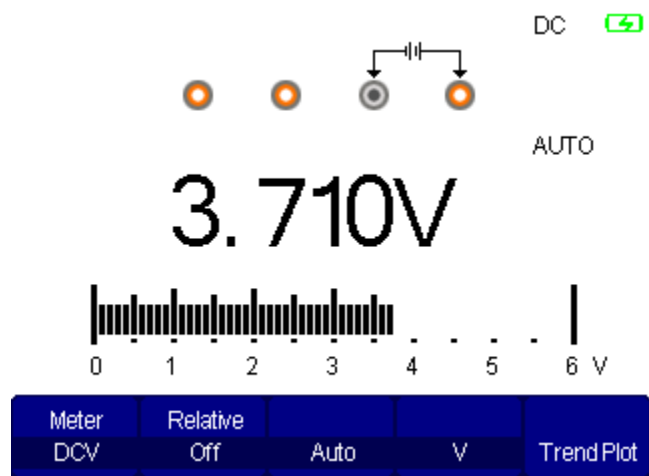 DC
AUTO
3.710V
0 1 2 3 4 5 6 V
Meter Relative
DCV Off Auto V Trend Plot